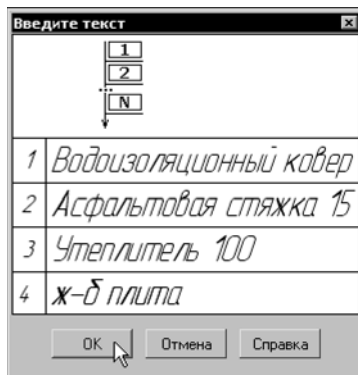 Введите текст
1
2
N
1 Водоизоляционный ковер
2 Асфальтовая стяжка 15
3 Утеплитель 100
4 ж-б плита
ОК Отмена Справка